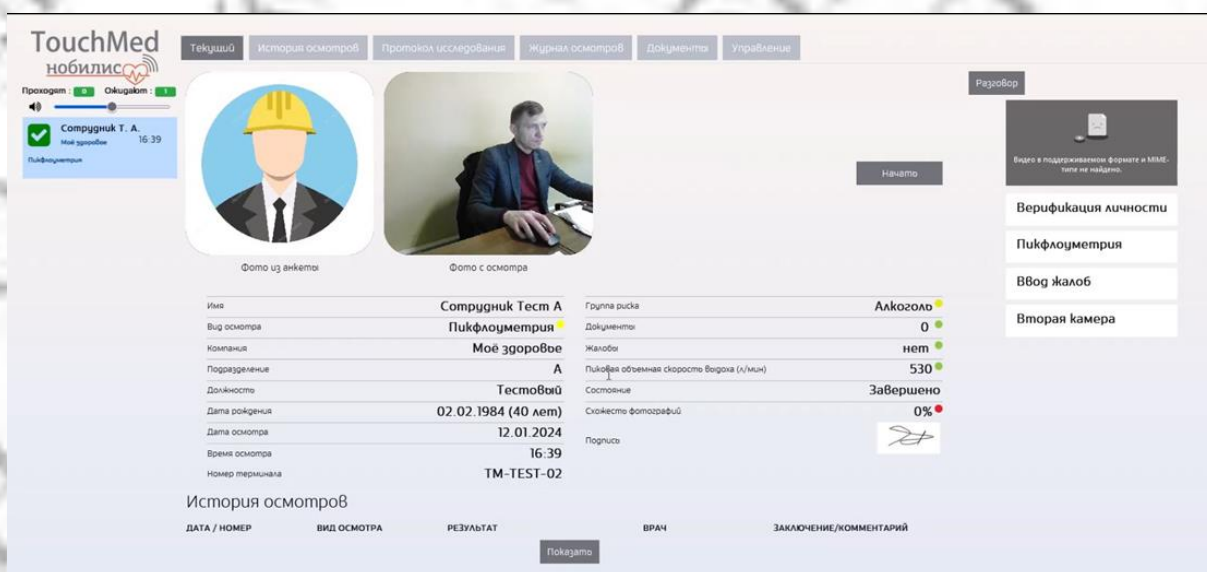 TouchMed
нобилис
Проходят : 0 Ожидают : 1
Сотрудник Т. А.
Моё здоровье 16:39
Пикфлоуметрия
Текущий История осмотров Протокол исследования Журнал осмотров Документы Управление
Разговор
Видео в поддерживаемом формате и MIME-
типе не найдено.
Начать
Верификация личности
Пикфлоуметрия
Ввод жалоб
Вторая камера
Фото из анкеты Фото с осмотра
Имя Сотрудник Тест А
Вид осмотра Пикфлоуметрия
Компания Моё здоровье
Подразделение А
Должность Тестовый
Дата рождения 02.02.1984 (40 лет)
Дата осмотра 12.01.2024
Время осмотра 16:39
Номер терминала TM-TEST-02
Группа риска Алкоголь
Документы 0
Жалобы нет
Пиковая объемная скорость выдоха (л/мин) 530
Состояние Завершено
Схожесть фотографий 0%
Подпись
История осмотров
ДАТА / НОМЕР ВИД ОСМОТРА РЕЗУЛЬТАТ ВРАЧ ЗАКЛЮЧЕНИЕ/КОММЕНТАРИЙ
Показать